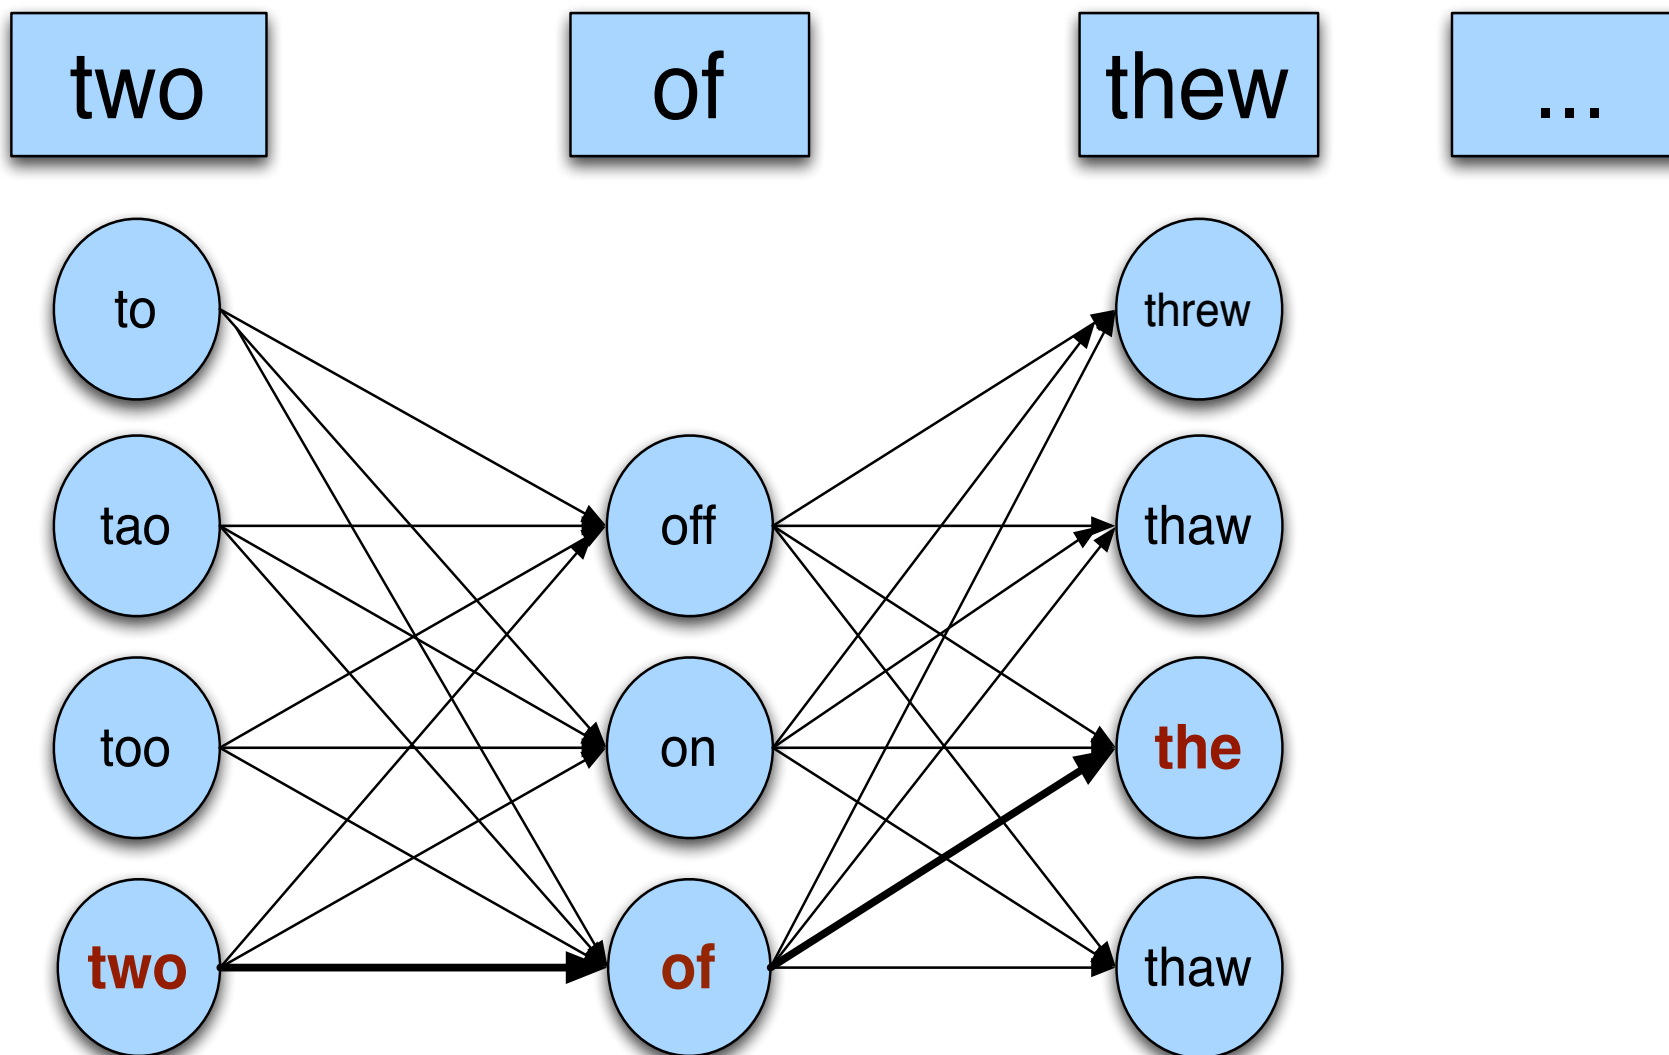 two of thew ...
to threw
tao off thaw
too on the
two of thaw